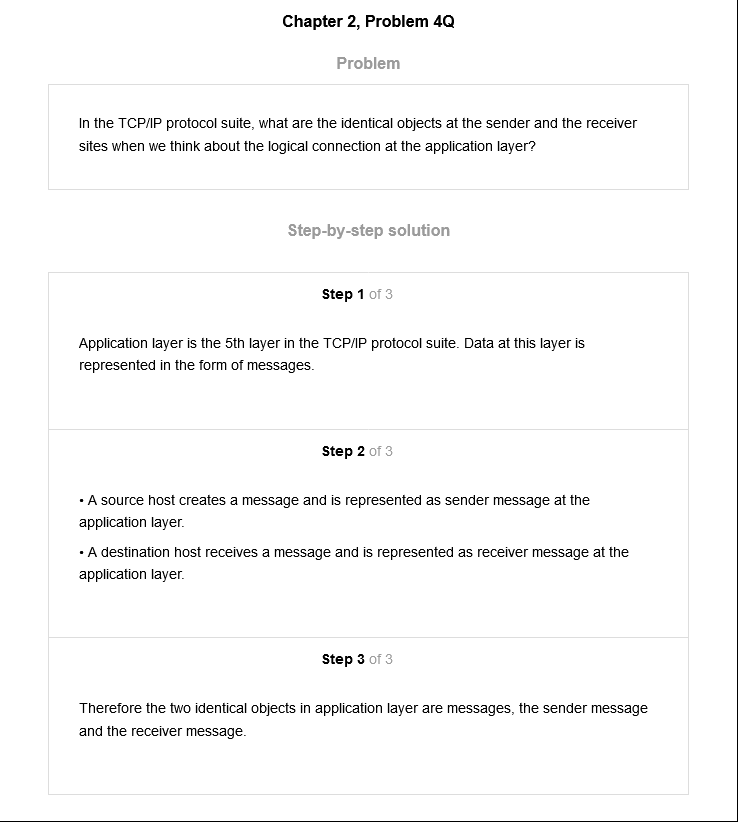 Chapter 2, Problem 4Q
Problem
In the TCP/IP protocol suite, what are the identical objects at the sender and the receiver
sites when we think about the logical connection at the application layer?
Step-by-step solution
Step 1 of 3
Application layer is the 5th layer in the TCP/IP protocol suite. Data at this layer is
represented in the form of messages.
Step 2 of 3
• A source host creates a message and is represented as sender message at the
application layer.
• A destination host receives a message and is represented as receiver message at the
application layer.
Step 3 of 3
Therefore the two identical objects in application layer are messages, the sender message
and the receiver message.